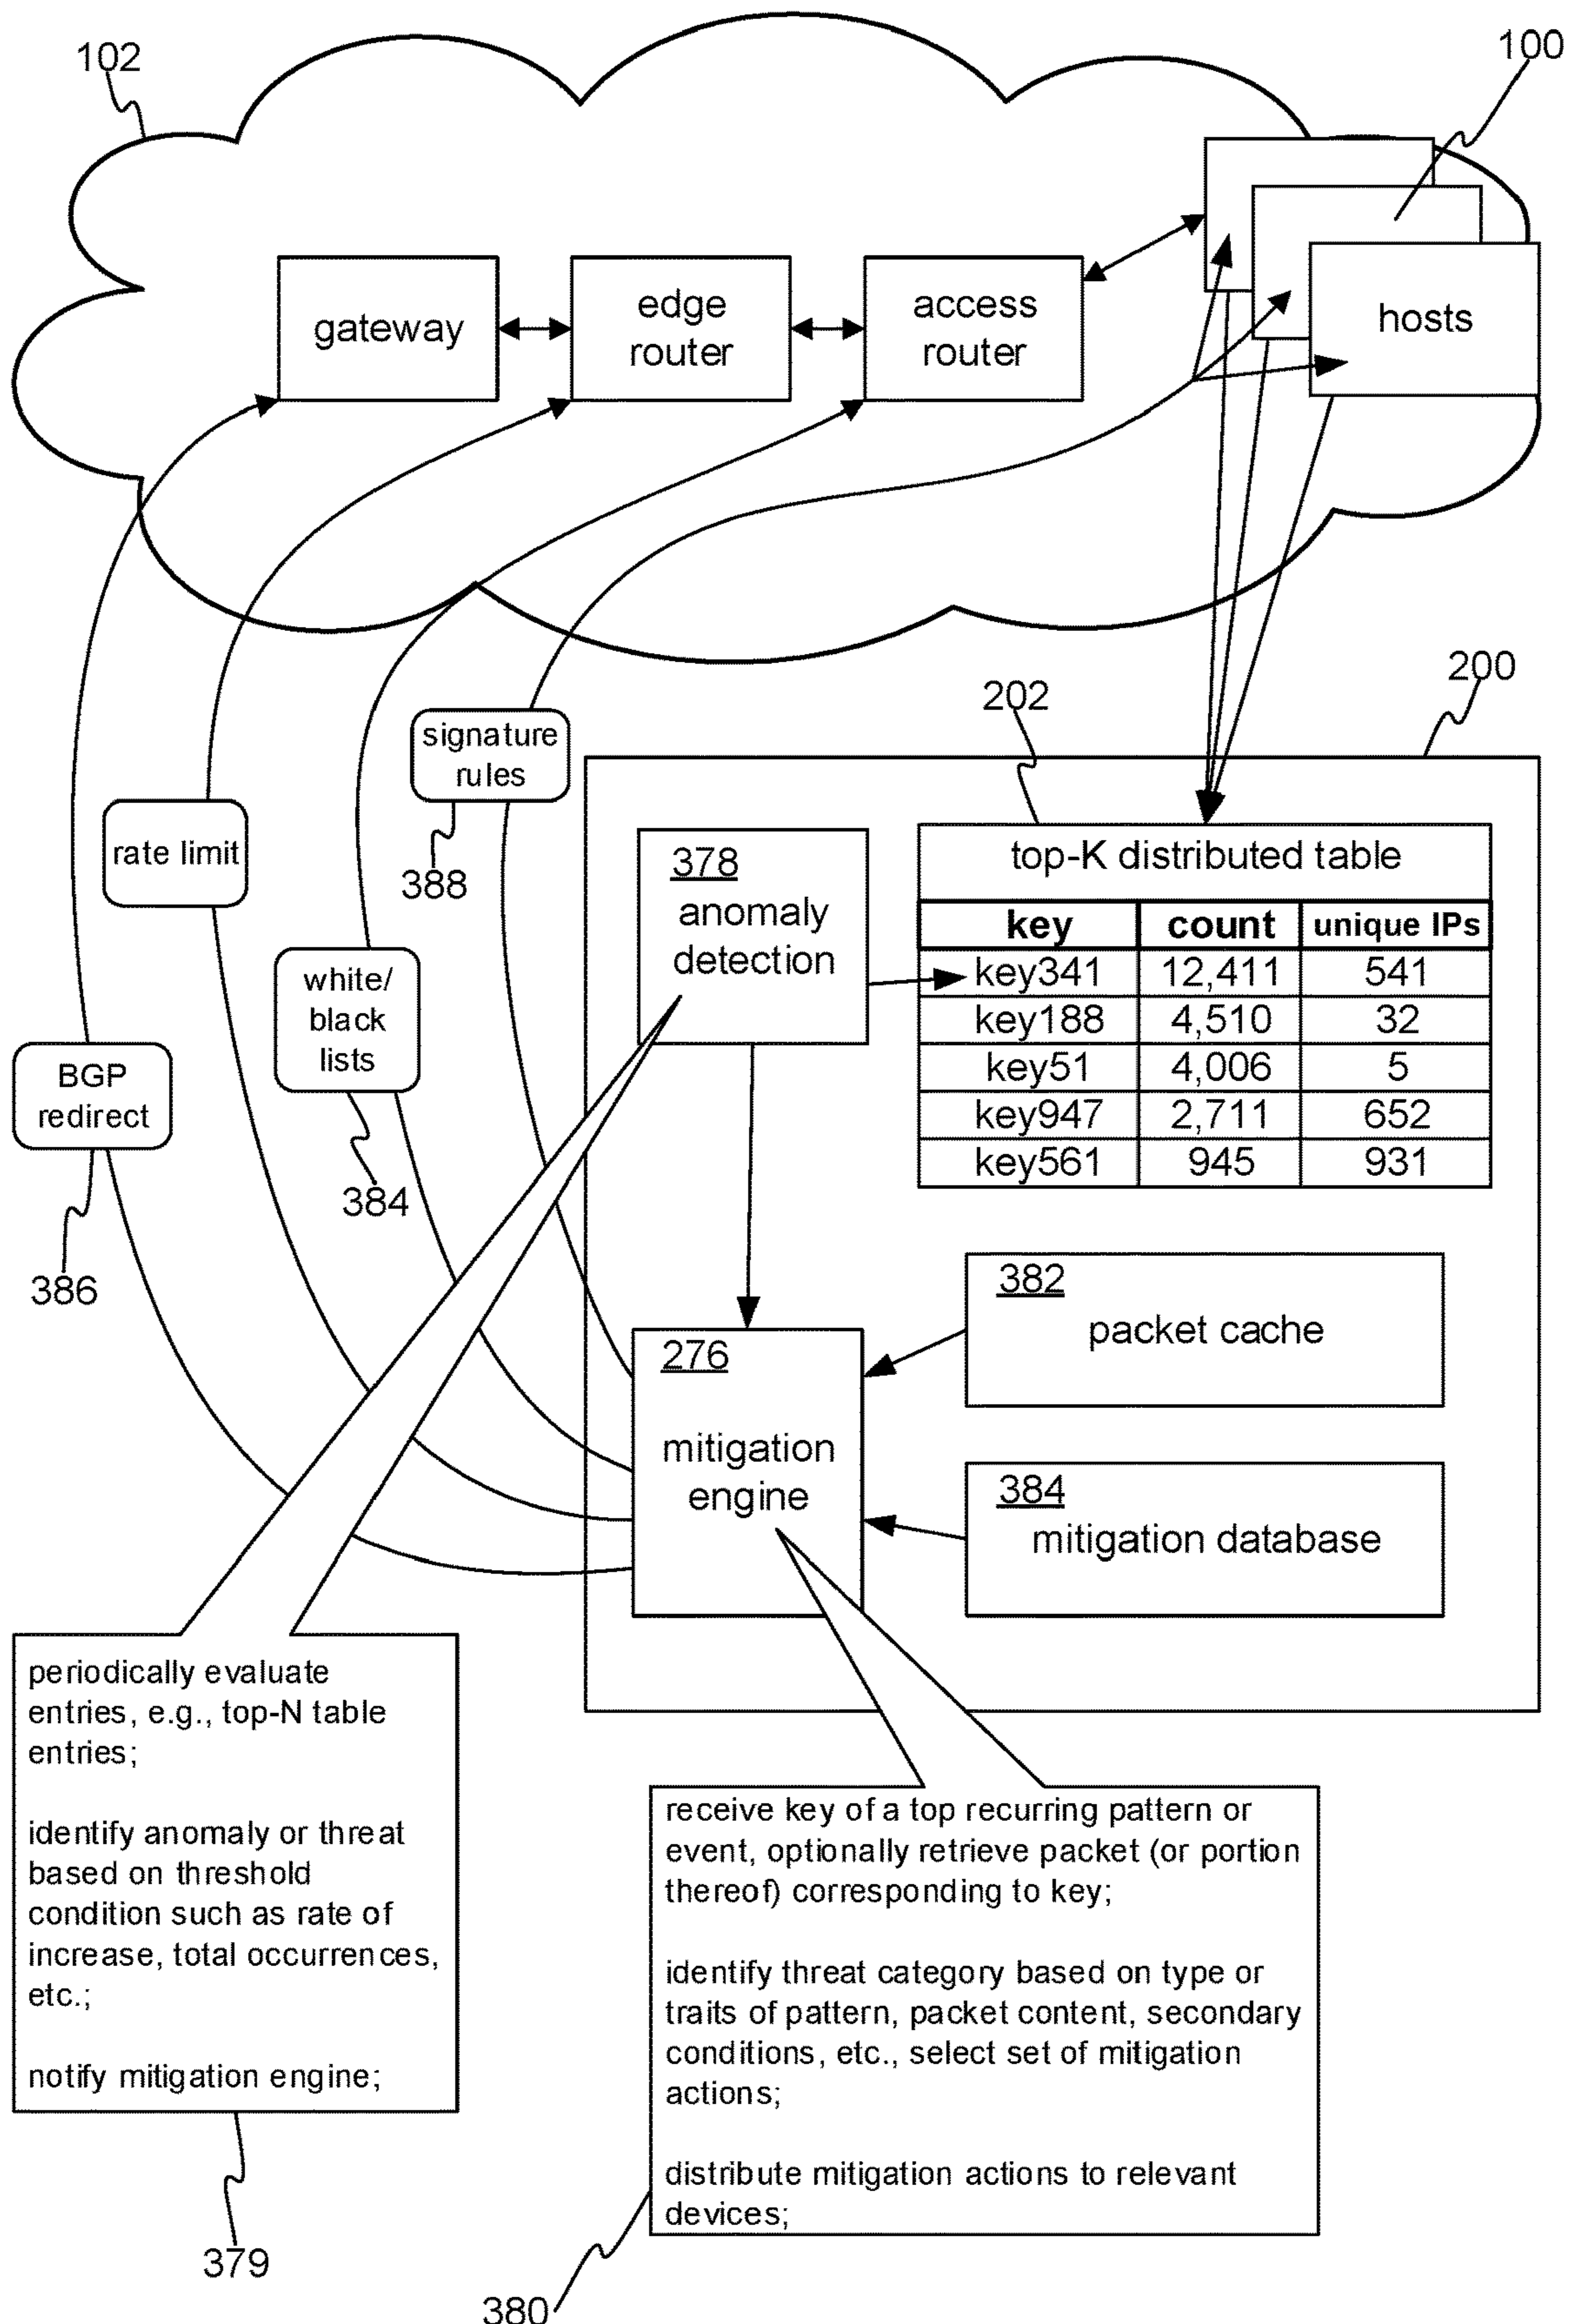 102
100
gateway
edge
router
access
router
hosts
202
200
signature
rules
388
rate limit
white/
black
lists
384
BGP
redirect
386
378
anomaly
detection
top-K distributed table
key count unique IPs
key341 12,411 541
key188 4,510 32
key51 4,006 5
key947 2,711 652
key561 945 931
382
packet cache
276
mitigation
engine
384
mitigation database
periodically evaluate
entries, e.g., top-N table
entries;
identify anomaly or threat
based on threshold
condition such as rate of
increase, total occurrences,
etc.;
notify mitigation engine;
379
receive key of a top recurring pattern or
event, optionally retrieve packet (or portion
thereof) corresponding to key;
identify threat category based on type or
traits of pattern, packet content, secondary
conditions, etc., select set of mitigation
actions;
distribute mitigation actions to relevant
devices;
380